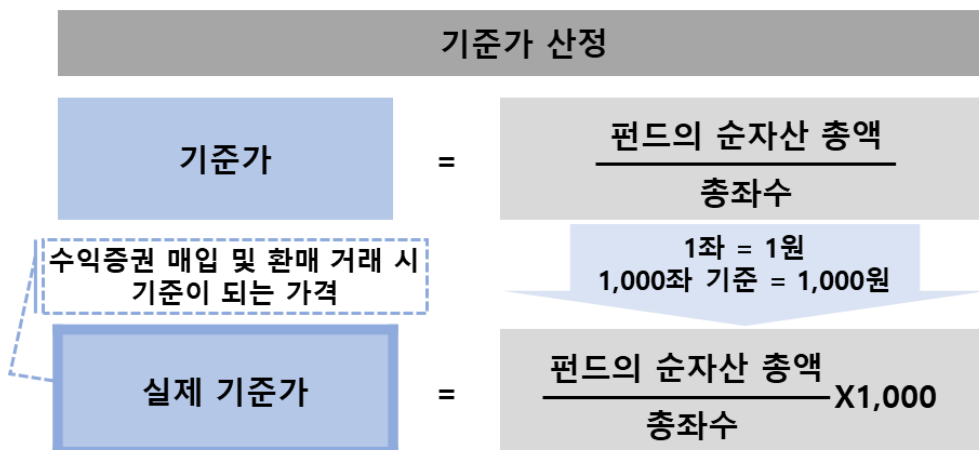 기준가 산정
기준가
=
펀드의 순자산 총액
총좌수
수익증권 매입 및 환매 거래 시
기준이 되는 가격
1좌 = 1원
1,000좌 기준 = 1,000원
실제 기준가
=
펀드의 순자산 총액
총좌수
X1,000